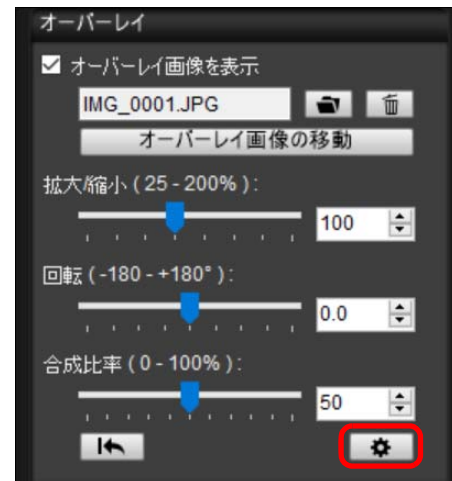 オーバーレイ
オーバーレイ画像を表示
IMG_0001.JPG
オーバーレイ画像の移動
拡大/縮小 ( 25 - 200% ) :
100
回転 ( -180 - +180° ) :
0.0
合成比率 ( 0 - 100% ) :
50